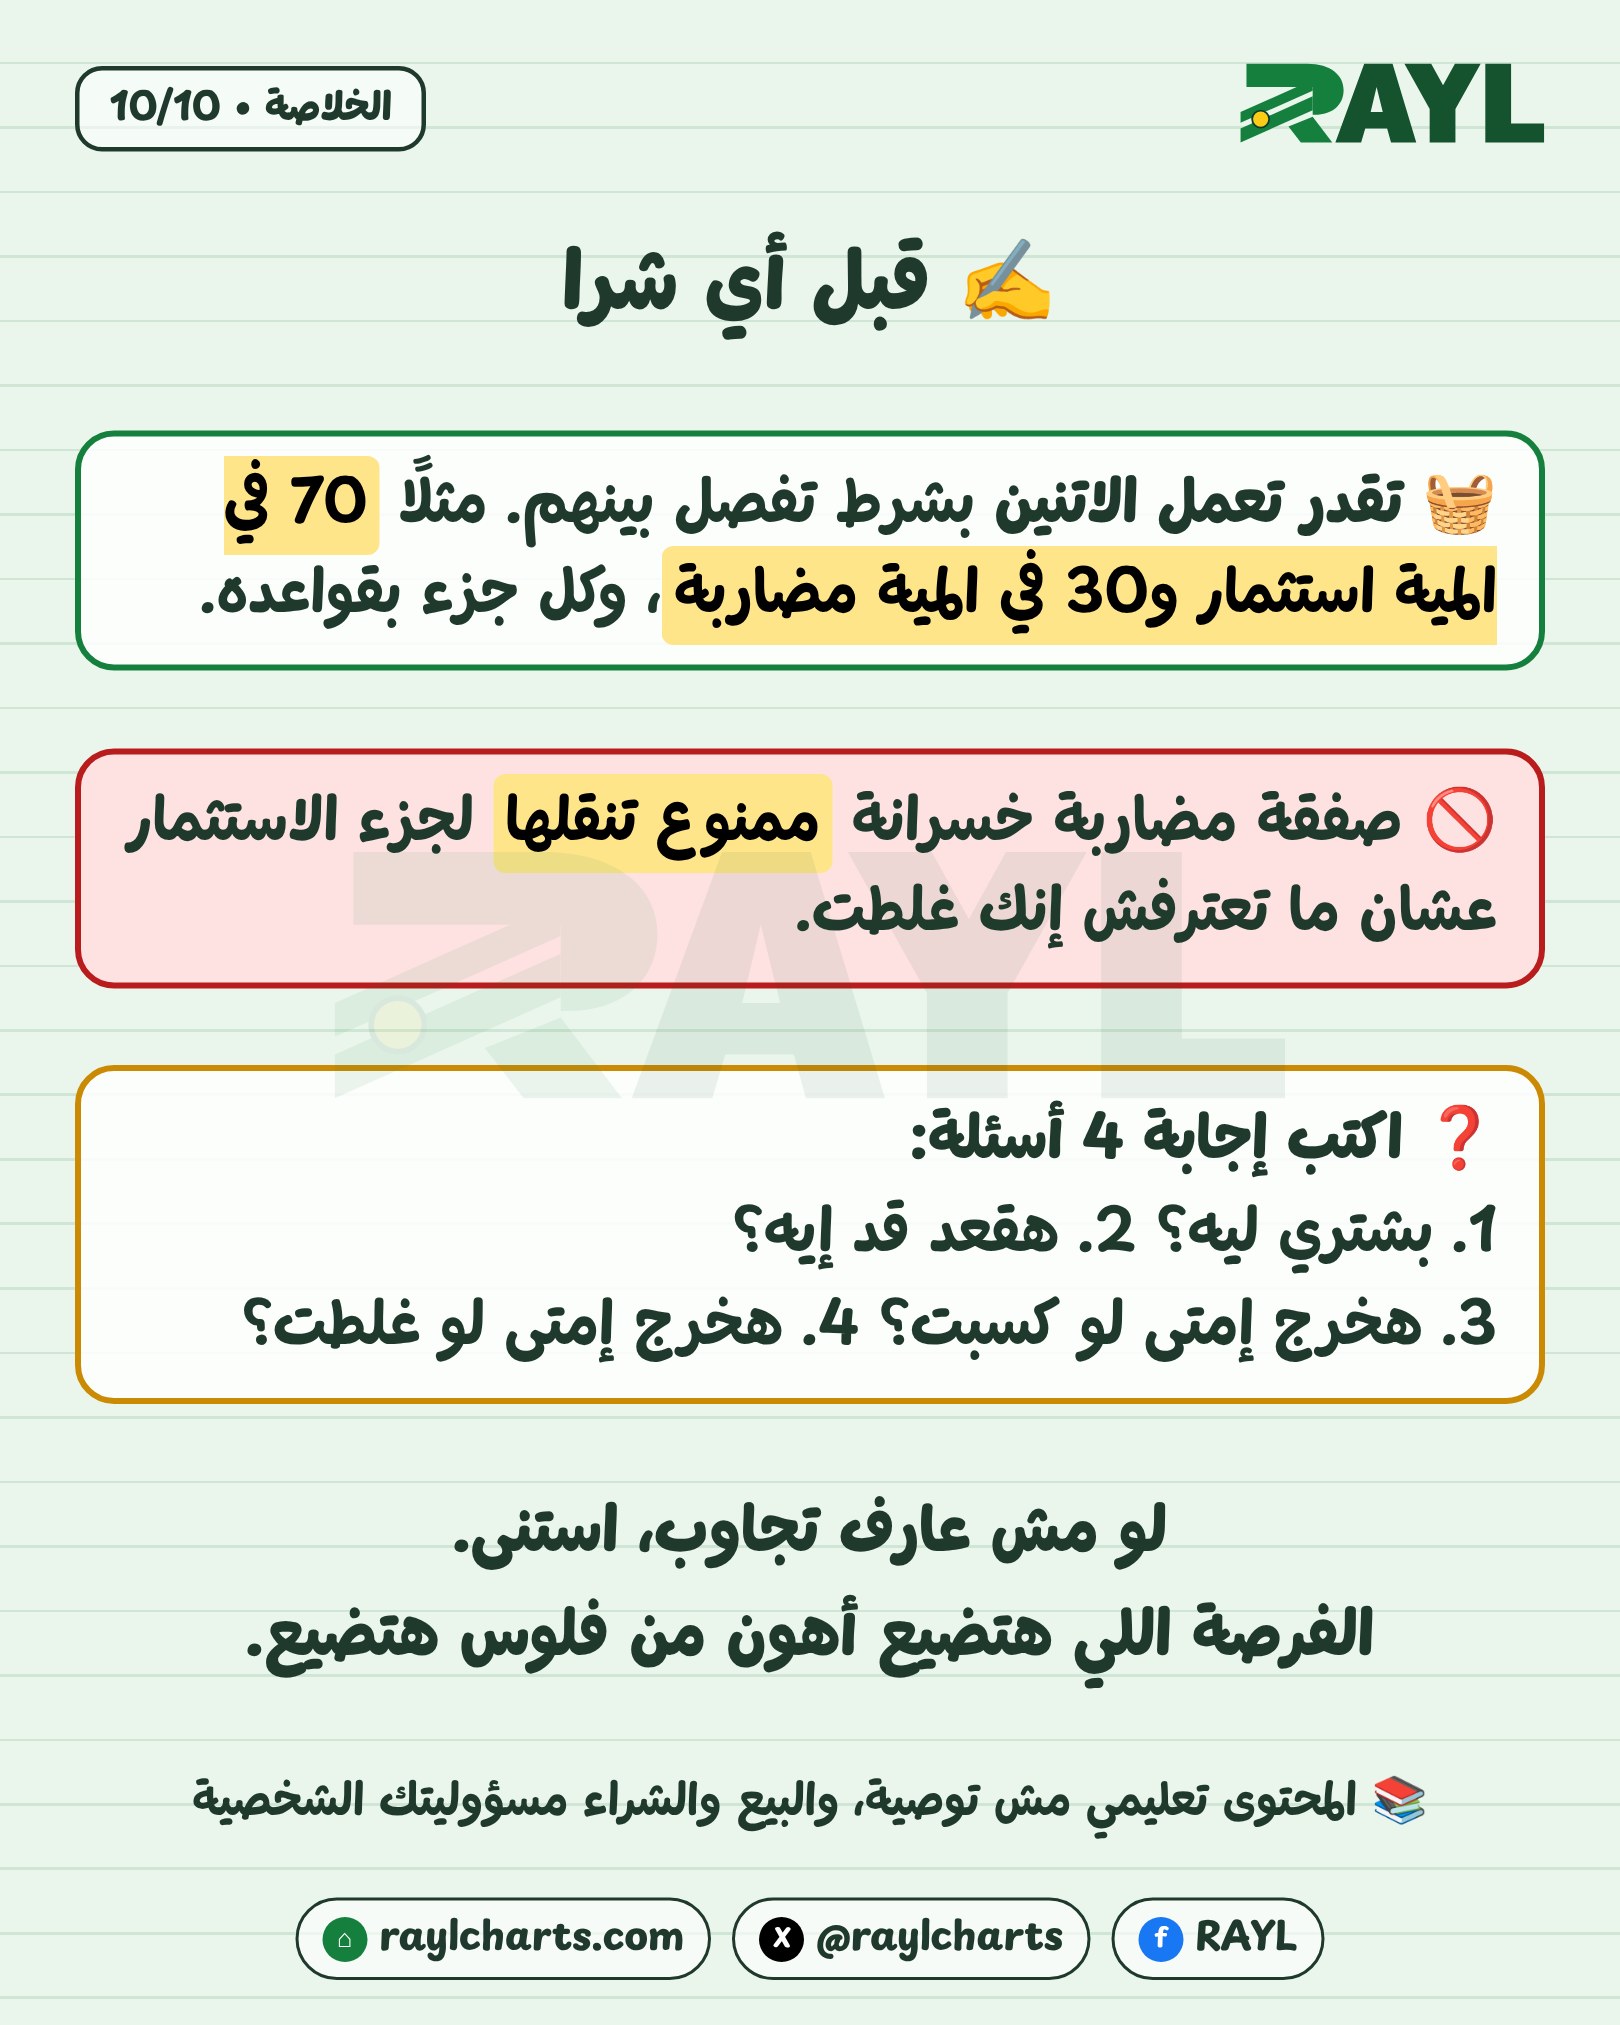 RAYL
الخلاصة • 10/10
✍️ قبل أي شرا
🧺 تقدر تعمل الاتنين بشرط تفصل بينهم. مثلًا 70 في
المية استثمار و30 في المية مضاربة، وكل جزء بقواعده.
🚫 صفقة مضاربة خسرانة ممنوع تنقلها لجزء الاستثمار
عشان ما تعترفش إنك غلطت.
RAYL
❓ اكتب إجابة 4 أسئلة:
1. بشتري ليه؟ 2. هقعد قد إيه؟
3. هخرج إمتى لو كسبت؟ 4. هخرج إمتى لو غلطت؟
لو مش عارف تجاوب، استنى.
الفرصة اللي هتضيع أهون من فلوس هتضيع.
📚 المحتوى تعليمي مش توصية، والبيع والشراء مسؤوليتك الشخصية
f RAYL
X @raylcharts
raylcharts.com